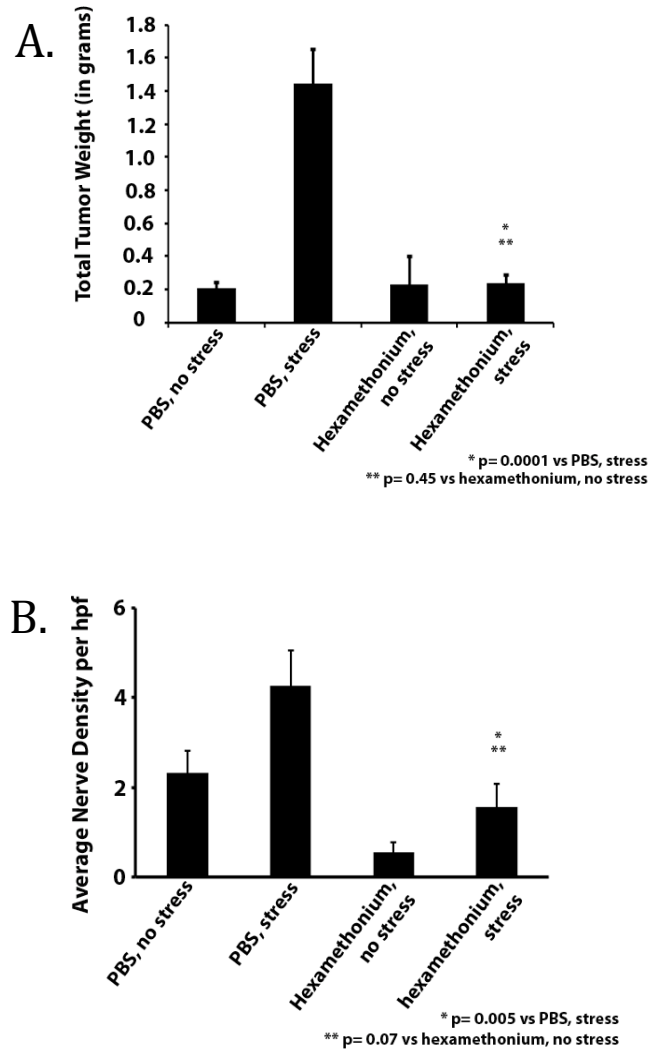 A.
Total Tumor Weight (in grams)
1.8
1.6
1.4
1.2
1.0
0.8
0.6
0.4
0.2
0
*
**
PBS, no stress
PBS, stress
Hexamethonium,
no stress
Hexamethonium,
stress
* p= 0.0001 vs PBS, stress
** p= 0.45 vs hexamethonium, no stress
B.
Average Nerve Density per hpf
6
4
2
0
*
**
PBS, no stress
PBS, stress
Hexamethonium,
no stress
hexamethonium,
stress
* p= 0.005 vs PBS, stress
** p= 0.07 vs hexamethonium, no stress